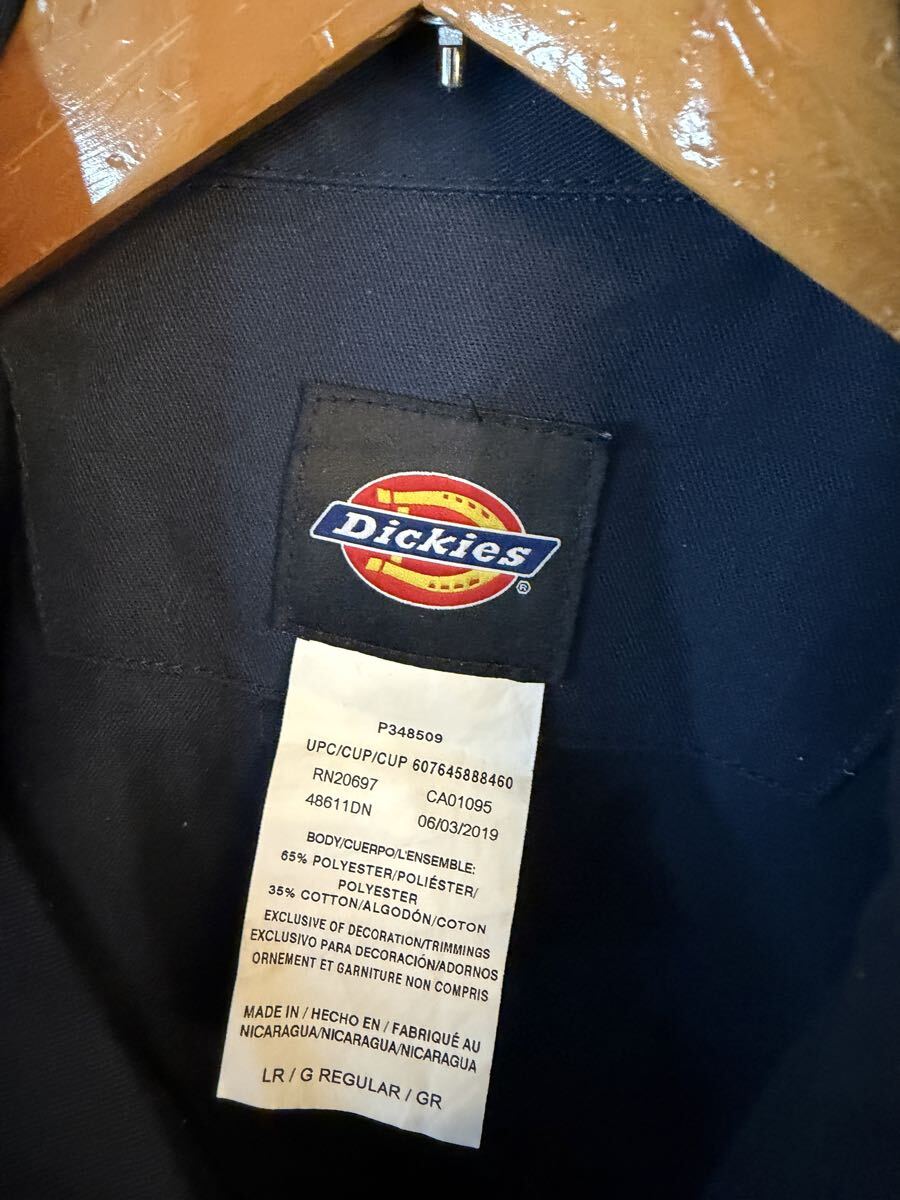 Dickies
®
P348509
UPC/CUP/CUP 607645888460
RN20697 CA01095
48611DN 06/03/2019
BODY/CUERPO/L'ENSEMBLE:
65% POLYESTER/POLIÉSTER/
POLYESTER
35% COTTON/ALGODÓN/COTON
EXCLUSIVE OF DECORATION/TRIMMINGS
EXCLUSIVO PARA DECORACIÓN/ADORNOS
ORNEMENT ET GARNITURE NON COMPRIS
MADE IN / HECHO EN / FABRIQUÉ AU
NICARAGUA/NICARAGUA/NICARAGUA
LR / G REGULAR / GR